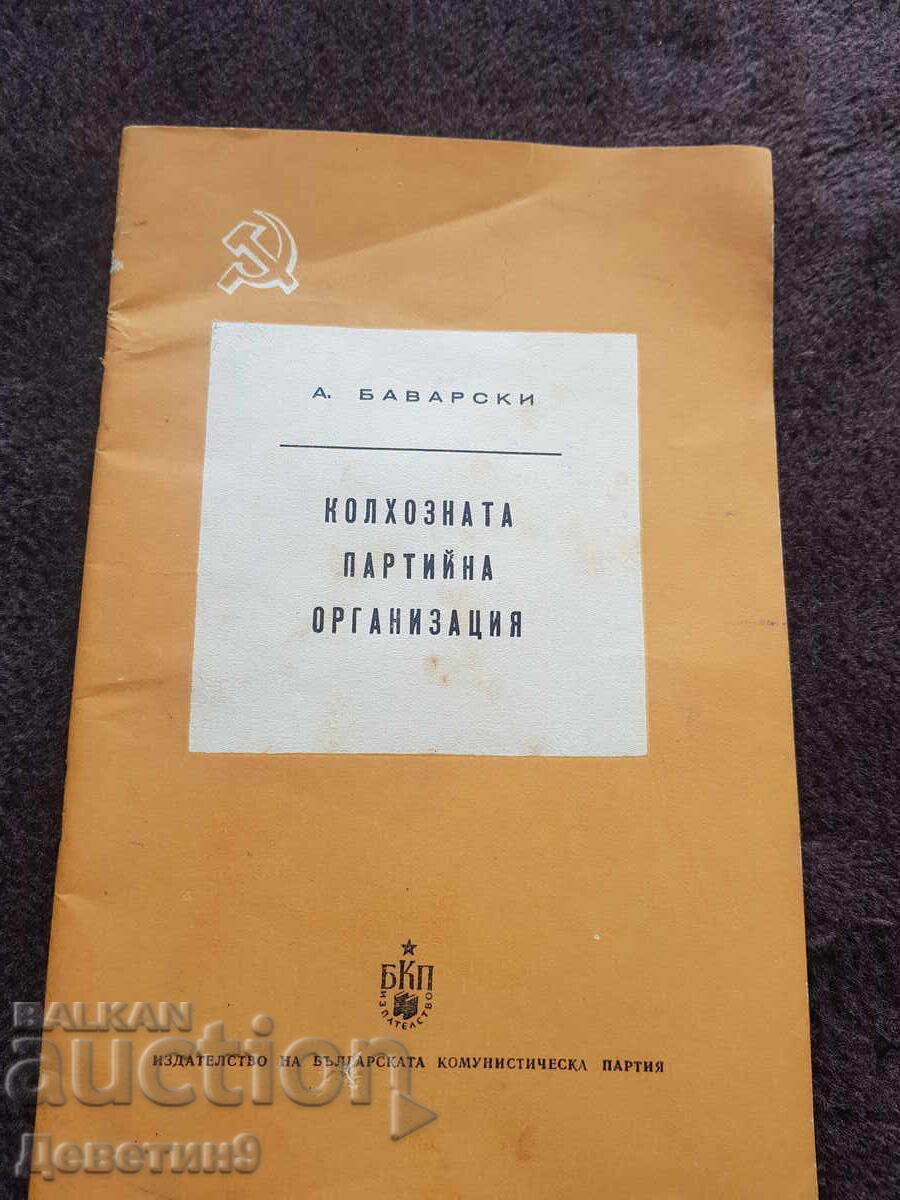 А. БАВАРСКИ
КОЛХОЗНАТА
ПАРТИЙНА
ОРГАНИЗАЦИЯ
БКП
ИЗДАТЕЛСТВО
ИЗДАТЕЛСТВО НА БЪЛГАРСКАТА КОМУНИСТИЧЕСКА ПАРТИЯ
BALKAN
auction
Деветин9